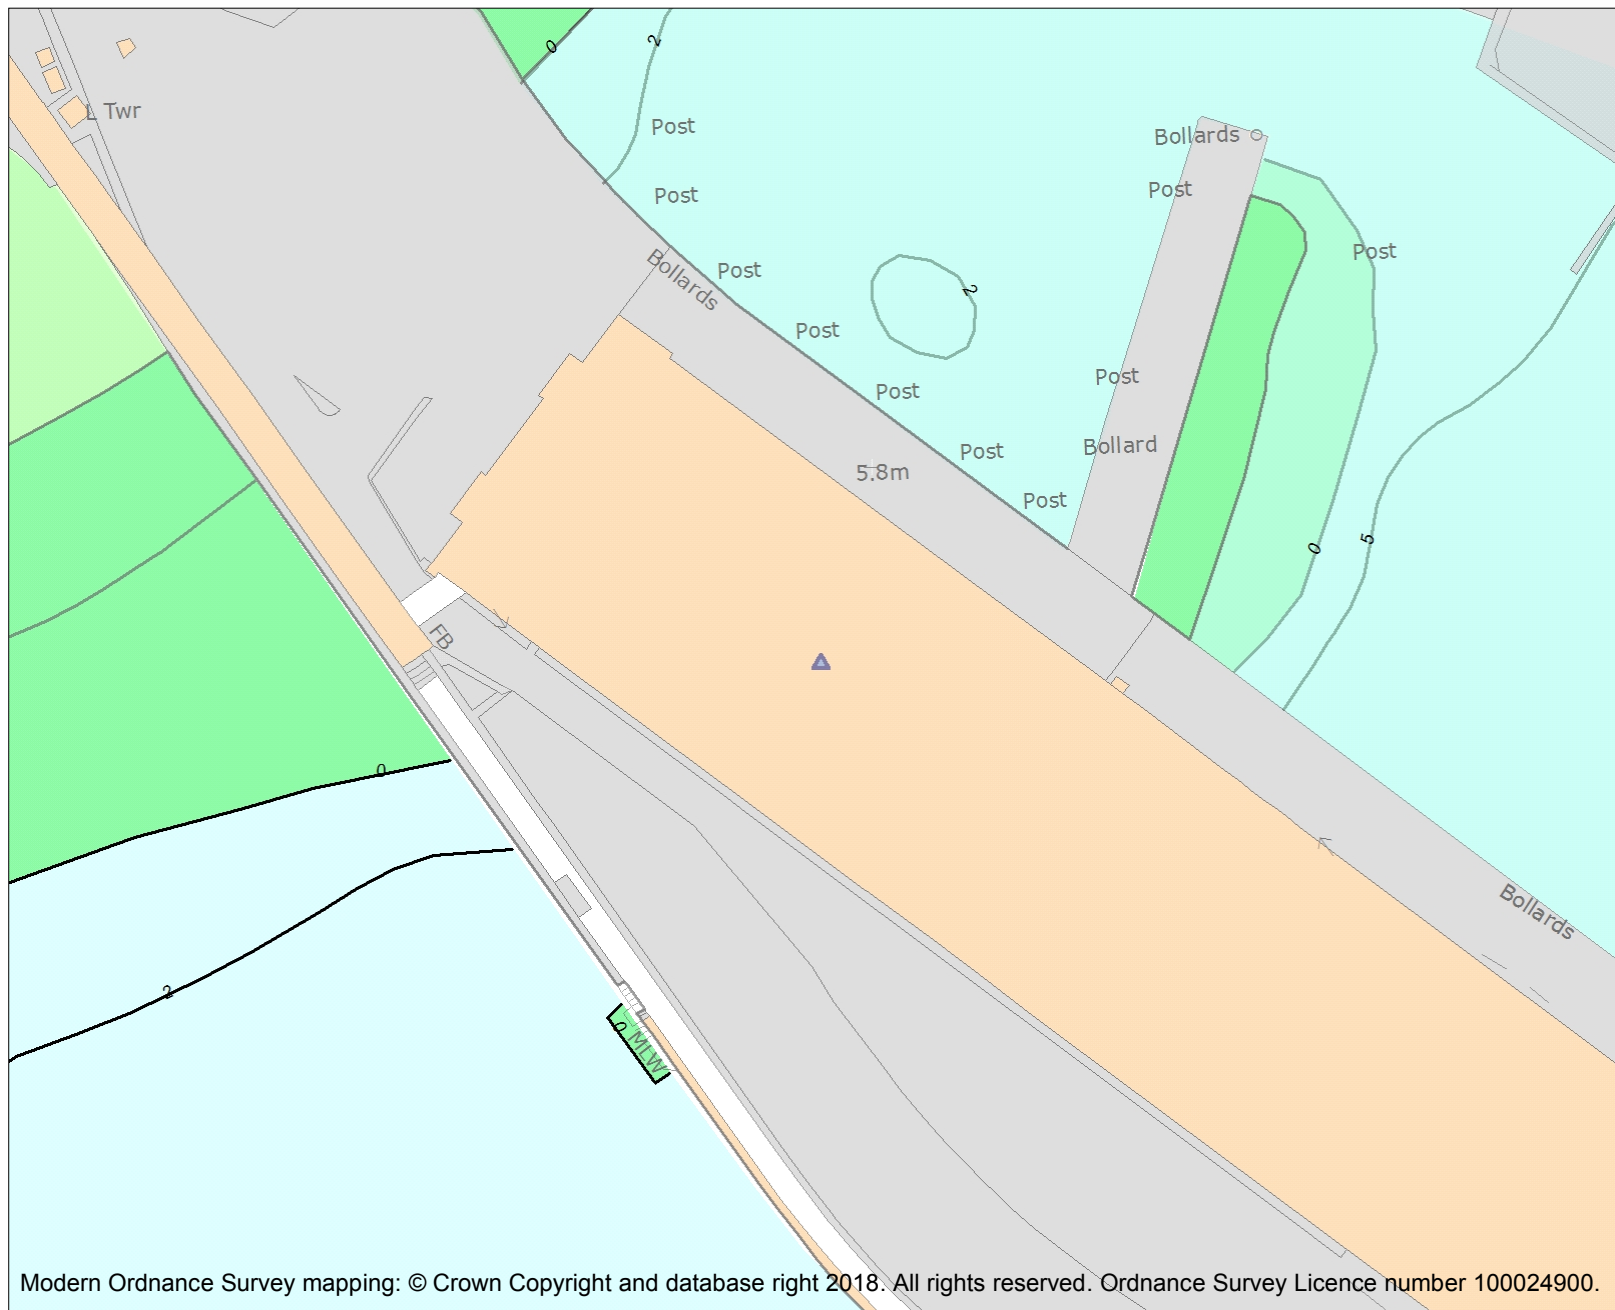 0
2
L Twr
Post
Bollards
Post
Post
Post
Bollards
Post
Post
2
Post
Post
Post
Bollard
Post
5.8m
Post
0
5
FB
0
Bollards
2
0
MLW
Modern Ordnance Survey mapping: © Crown Copyright and database right 2018. All rights reserved. Ordnance Survey Licence number 100024900.